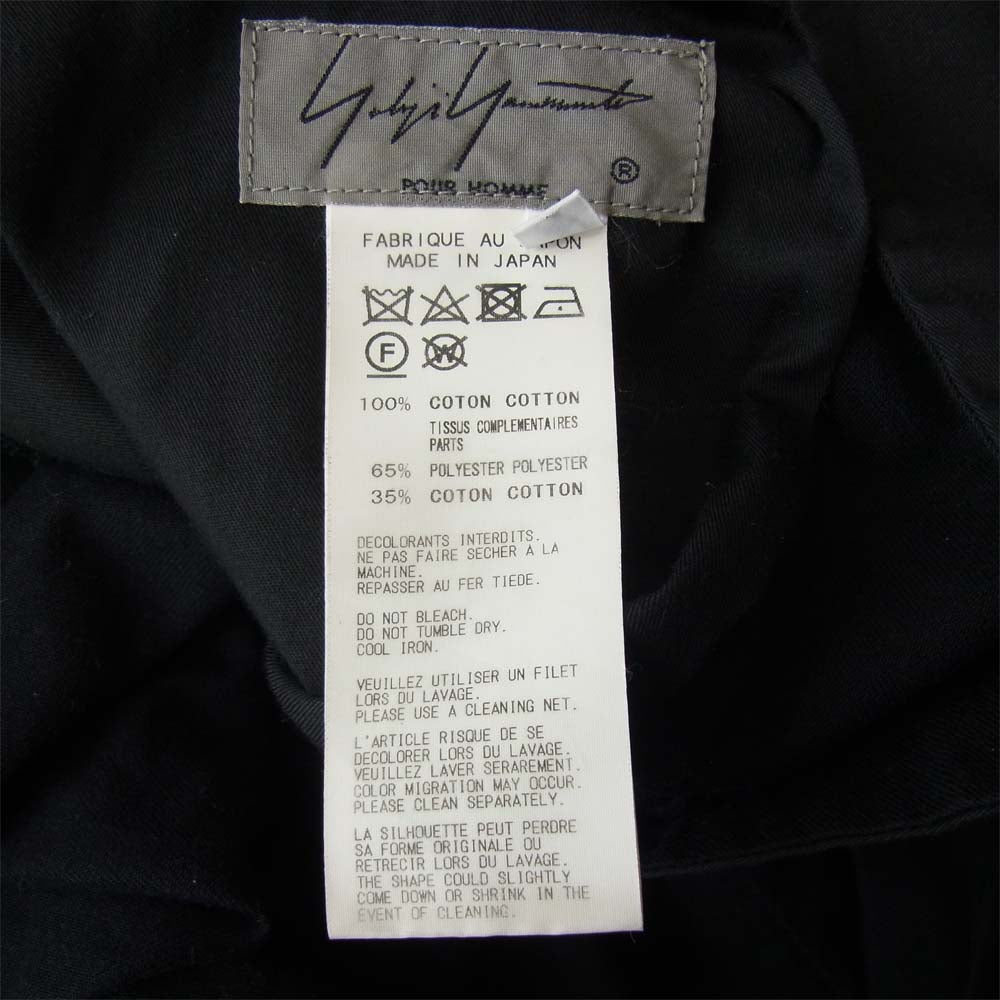 Yohji Yamamoto
POUR HOMME ®
FABRIQUE AU JAPON
MADE IN JAPAN
F W
100% COTON COTTON
TISSUS COMPLEMENTAIRES
PARTS
65% POLYESTER POLYESTER
35% COTON COTTON
DECOLORANTS INTERDITS.
NE PAS FAIRE SECHER A LA
MACHINE.
REPASSER AU FER TIEDE.
DO NOT BLEACH.
DO NOT TUMBLE DRY.
COOL IRON.
VEUILLEZ UTILISER UN FILET
LORS DU LAVAGE.
PLEASE USE A CLEANING NET.
L'ARTICLE RISQUE DE SE
DECOLORER LORS DU LAVAGE.
VEUILLEZ LAVER SERAREMENT.
COLOR MIGRATION MAY OCCUR.
PLEASE CLEAN SEPARATELY.
LA SILHOUETTE PEUT PERDRE
SA FORME ORIGINALE OU
RETRECIR LORS DU LAVAGE.
THE SHAPE COULD SLIGHTLY
COME DOWN OR SHRINK IN THE
EVENT OF CLEANING.